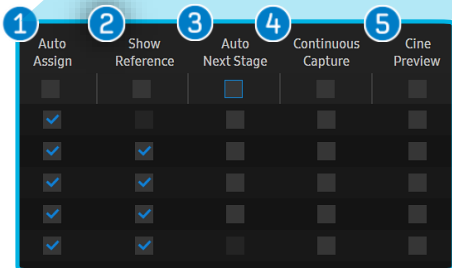 1 2 3 4 5
Auto Show Auto Continuous Cine
Assign Reference Next Stage Capture Preview